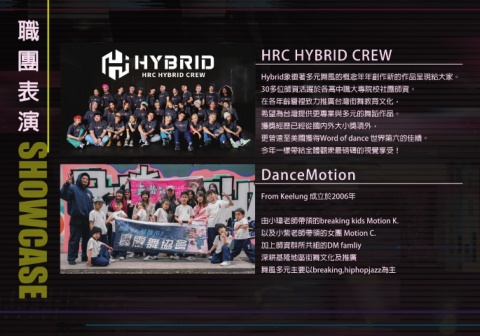 職團表演
SHOWCASE
HYBRID
HRC HYBRID CREW
HRC HYBRID CREW
Hybrid象徵著多元舞風的概念年年創作新的作品呈現給大家。
30多位師資活躍於各高中職大專院校社團師資，
在各年齡層裡致力推廣台灣街舞教育文化，
希望為台灣提供更專業與多元的舞蹈作品。
獲獎經歷已經從國內外大小獎項外，
更曾遠至美國獲得Word of dance 世界第六的佳績。
今年一樣帶給全體觀眾最磅礡的視覺享受！
DanceMotion
From Keelung 成立於2006年
由小瑋老師帶領的breaking kids Motion K.
以及小紫老師帶領的女團 Motion C.
加上師資群所共組的DM famliy
深耕基隆地區街舞文化及推廣
舞風多元主要以breaking,hiphopjazz為主